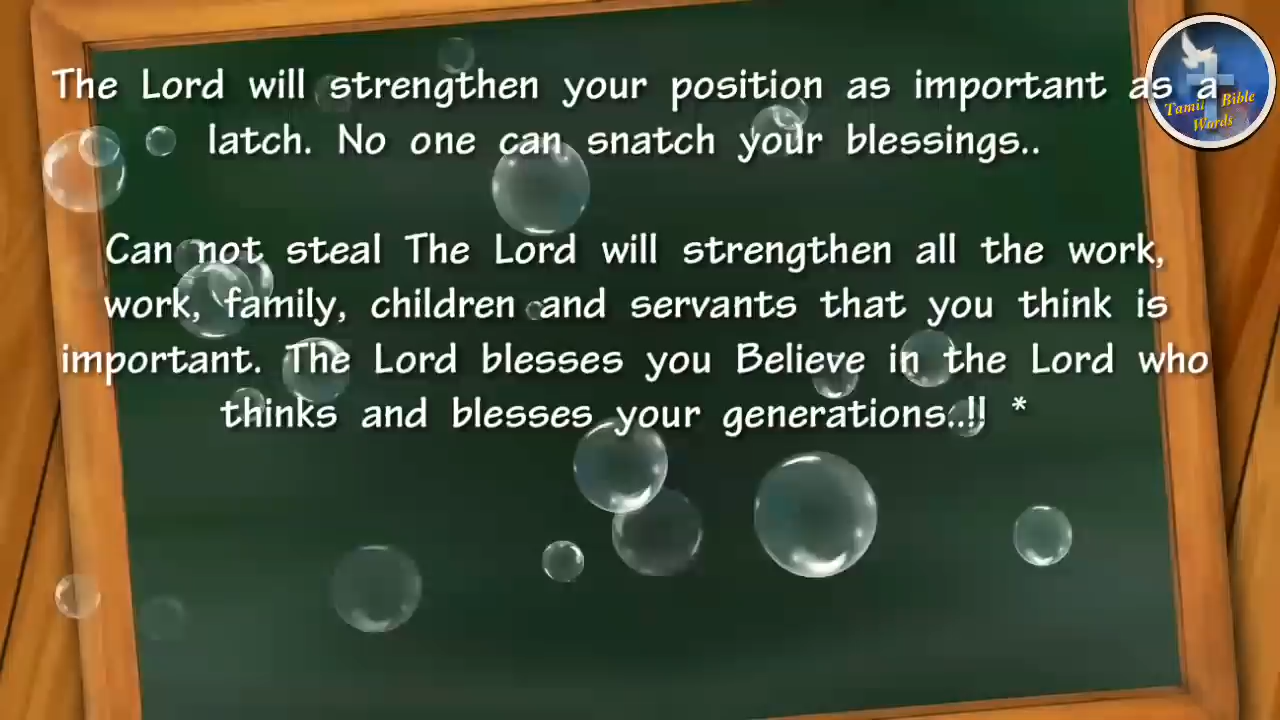 The Lord will strengthen your position as important as a
latch. No one can snatch your blessings..
Can not steal The Lord will strengthen all the work,
work, family, children and servants that you think is
important. The Lord blesses you Believe in the Lord who
thinks and blesses your generations..!! *
Tamil Bible
Words